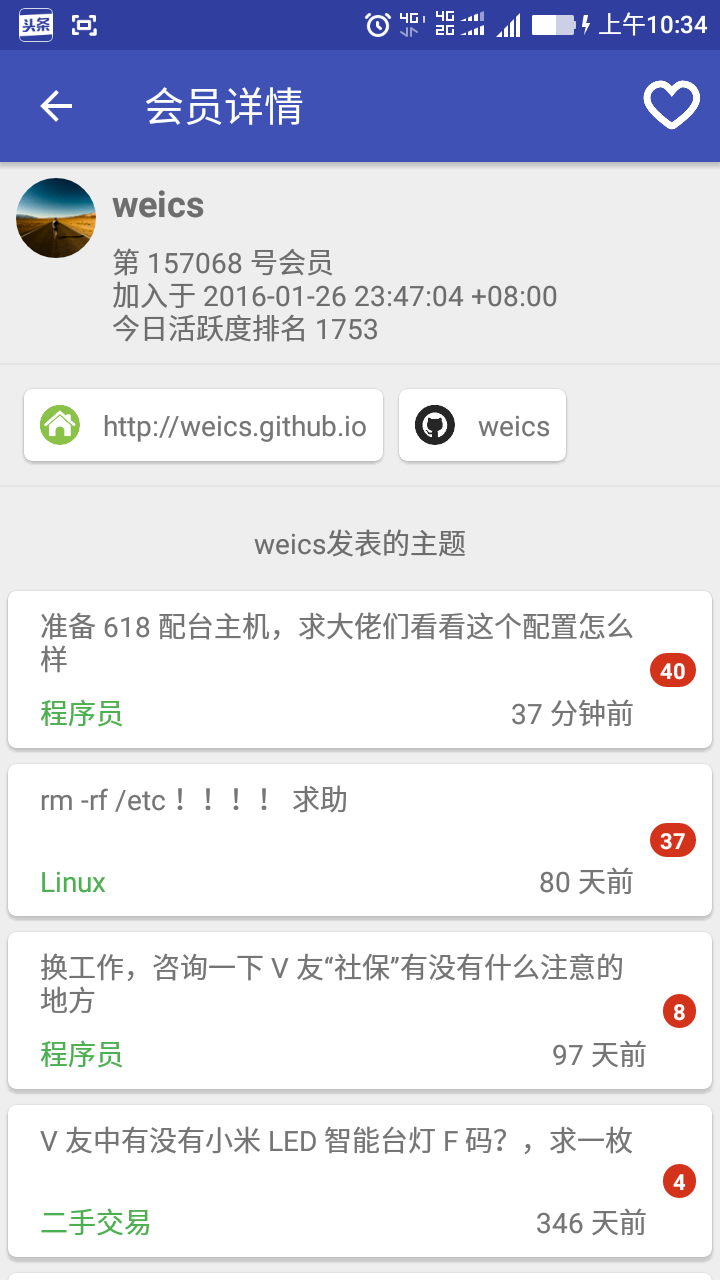 头条 4G 4G 2G 上午10:34
会员详情
weics
第 157068 号会员
加入于 2016-01-26 23:47:04 +08:00
今日活跃度排名 1753
http://weics.github.io weics
weics发表的主题
准备 618 配台主机，求大佬们看看这个配置怎么
样
40
程序员 37 分钟前
rm -rf /etc！！！！ 求助
37
Linux 80 天前
换工作，咨询一下 V 友“社保”有没有什么注意的
地方
8
程序员 97 天前
V 友中有没有小米 LED 智能台灯 F 码？，求一枚
4
二手交易 346 天前